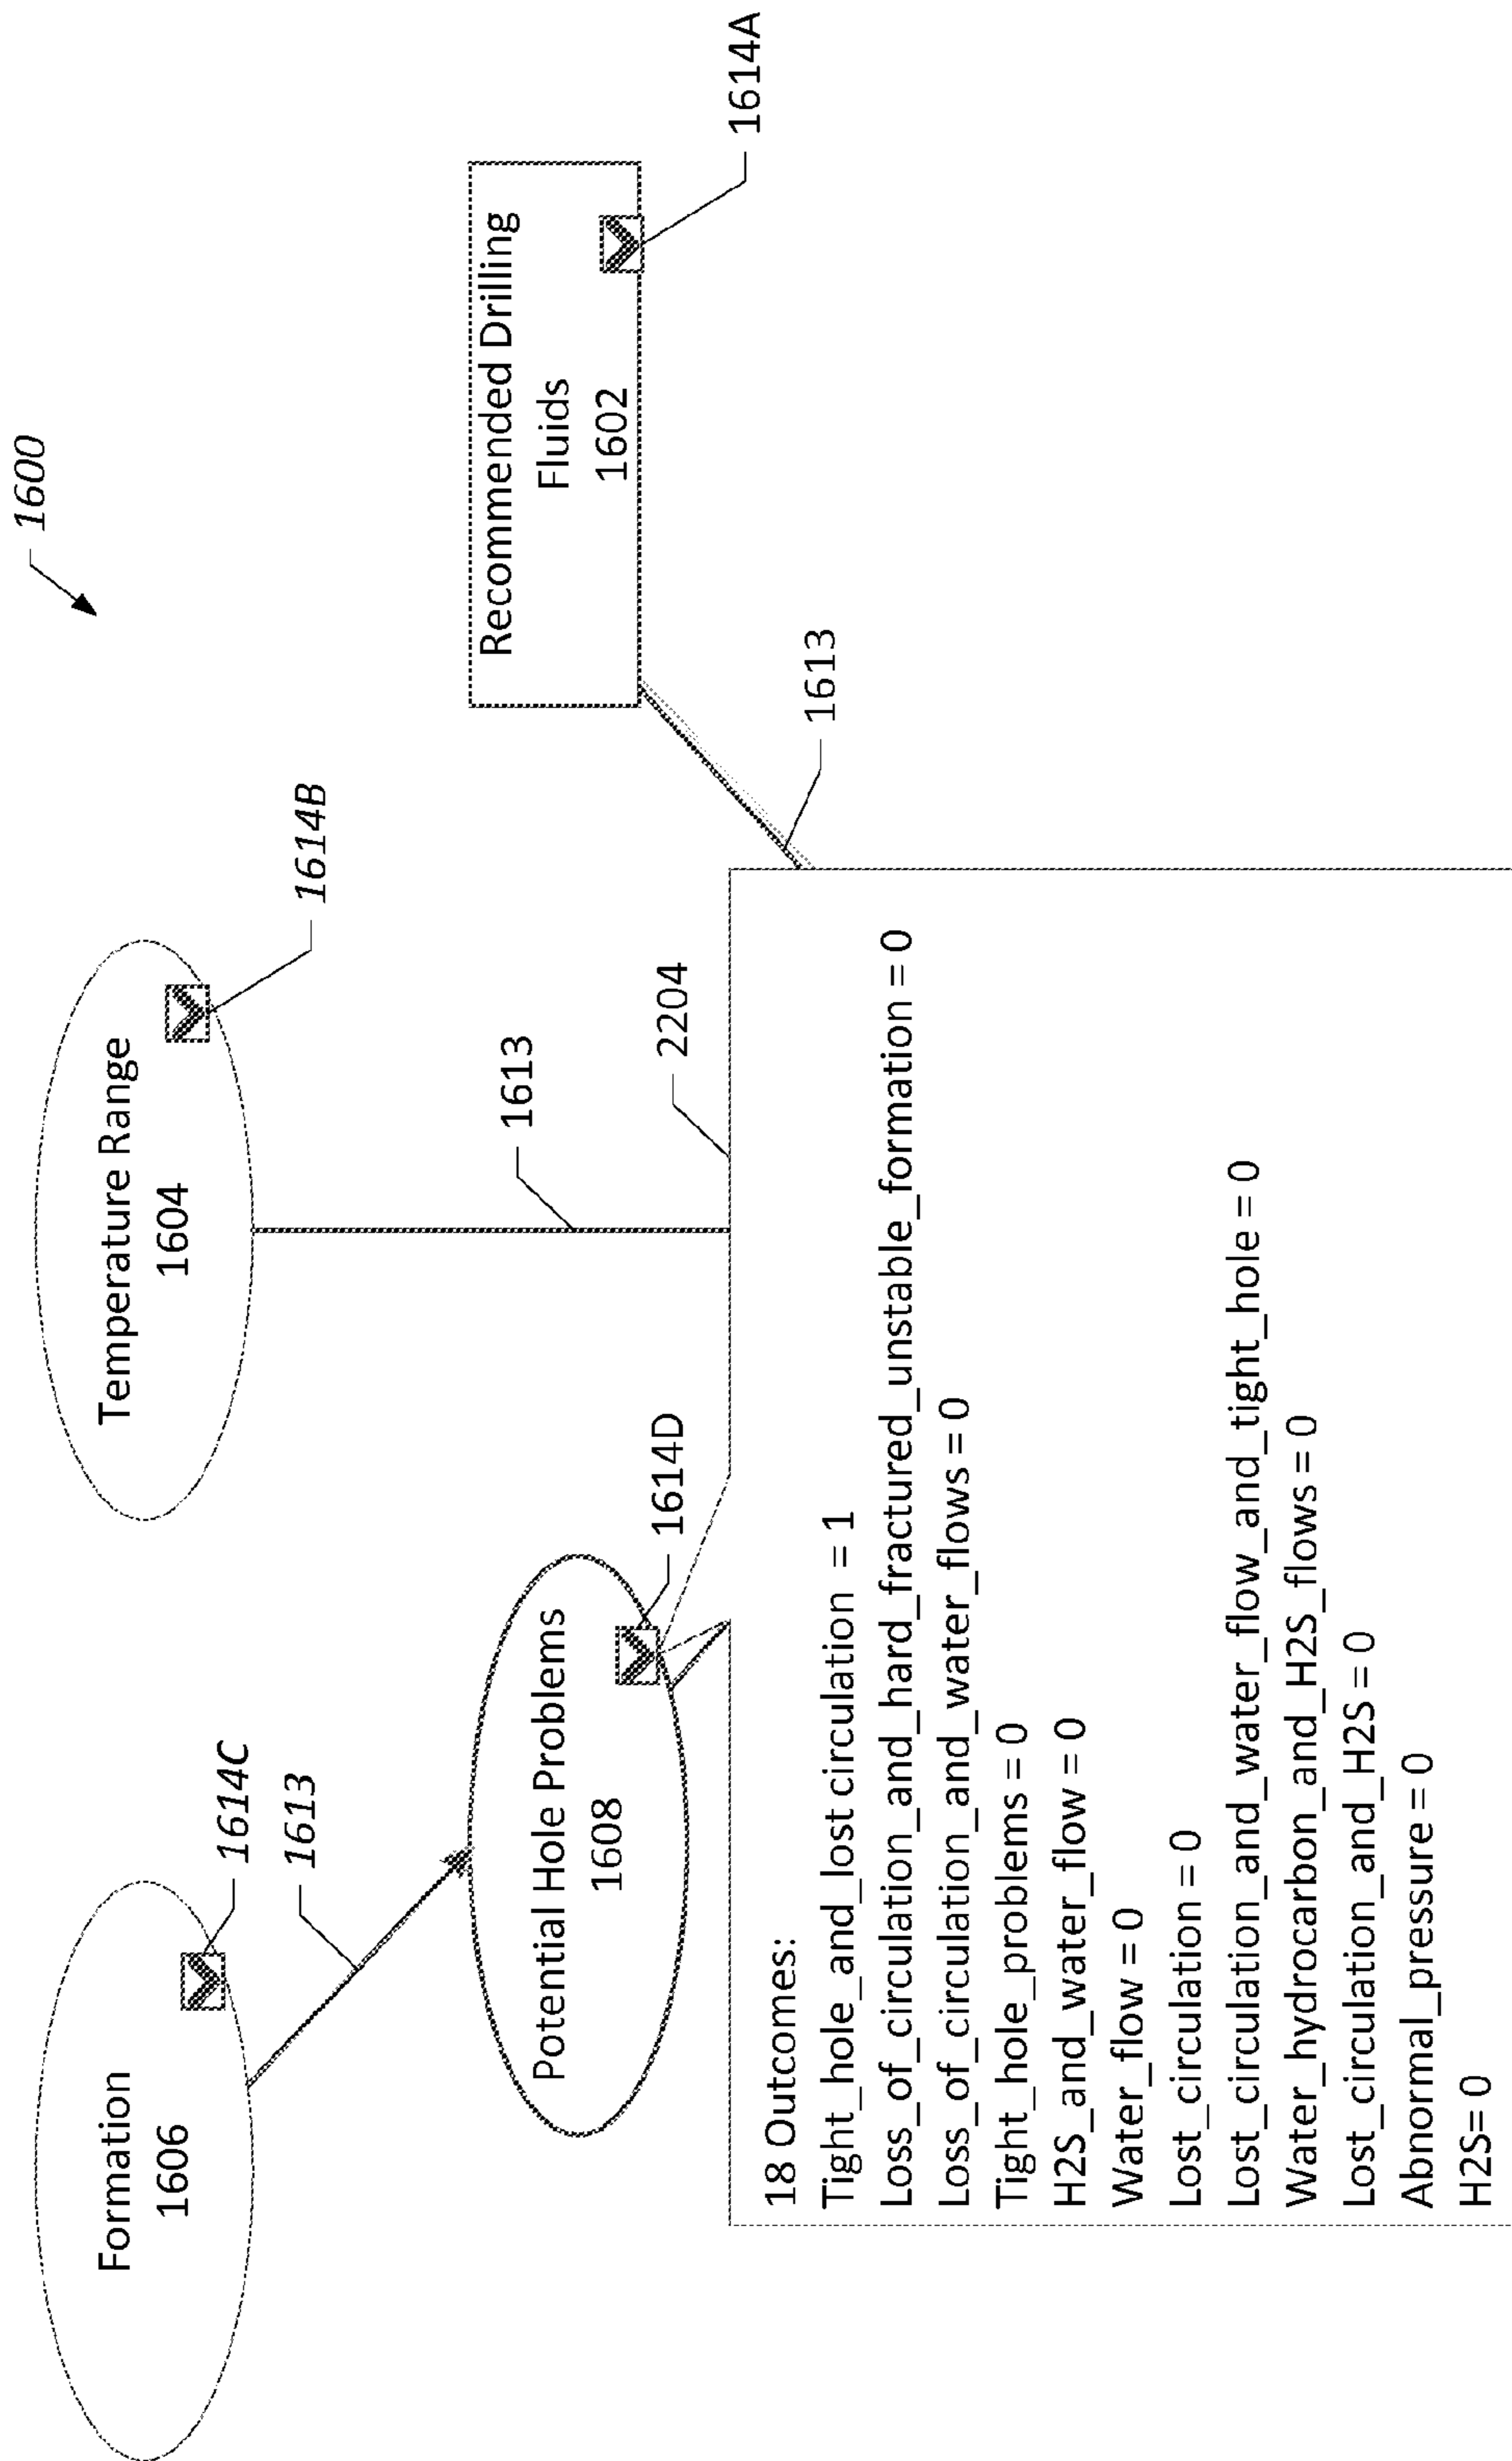 1600
Formation
1606
1614C
1613
Temperature Range
1604
1614B
Potential Hole Problems
1608
1614D
1613
2204
Recommended Drilling
Fluids
1602
1614A
1613
18 Outcomes:
Tight_hole_and_lost circulation = 1
Loss_of_circulation_and_hard_fractured_unstable_formation = 0
Loss_of_circulation_and_water_flows = 0
Tight_hole_problems = 0
H2S_and_water_flow = 0
Water_flow = 0
Lost_circulation = 0
Lost_circulation_and_water_flow_and_tight_hole = 0
Water_hydrocarbon_and_H2S_flows = 0
Lost_circulation_and_H2S = 0
Abnormal_pressure = 0
H2S= 0